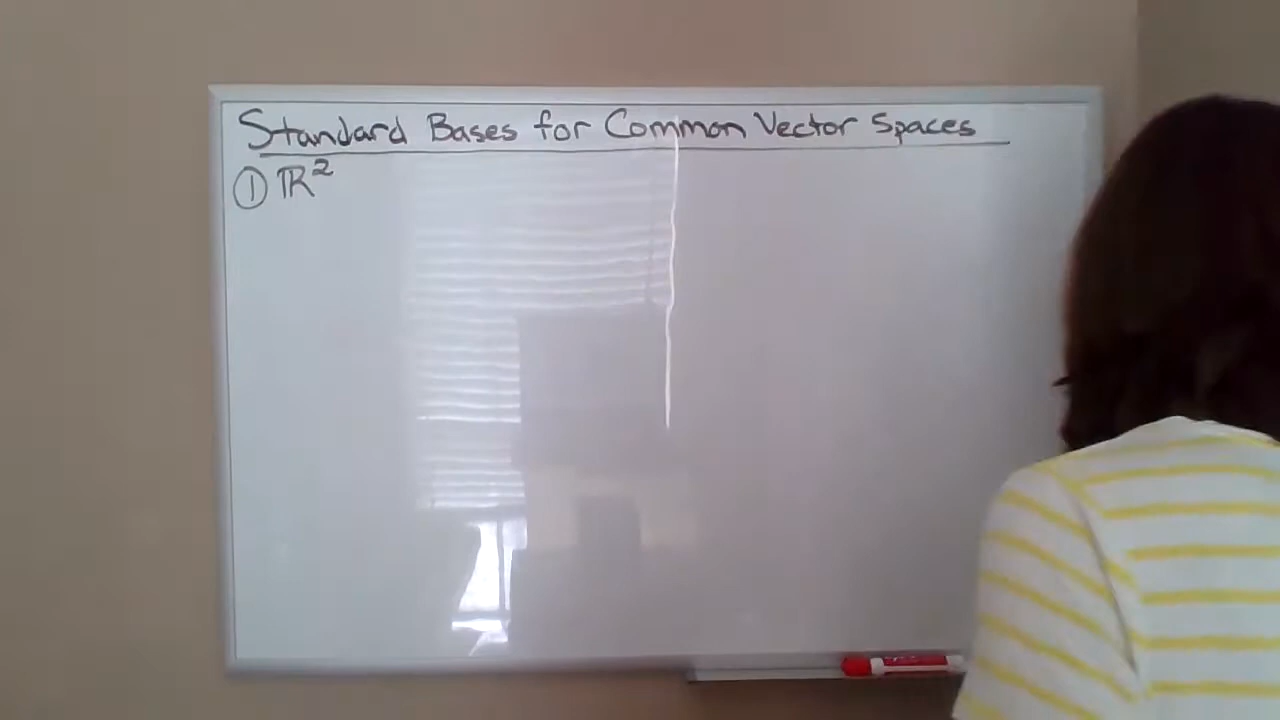 Standard Bases for Common Vector Spaces
① ℝ²